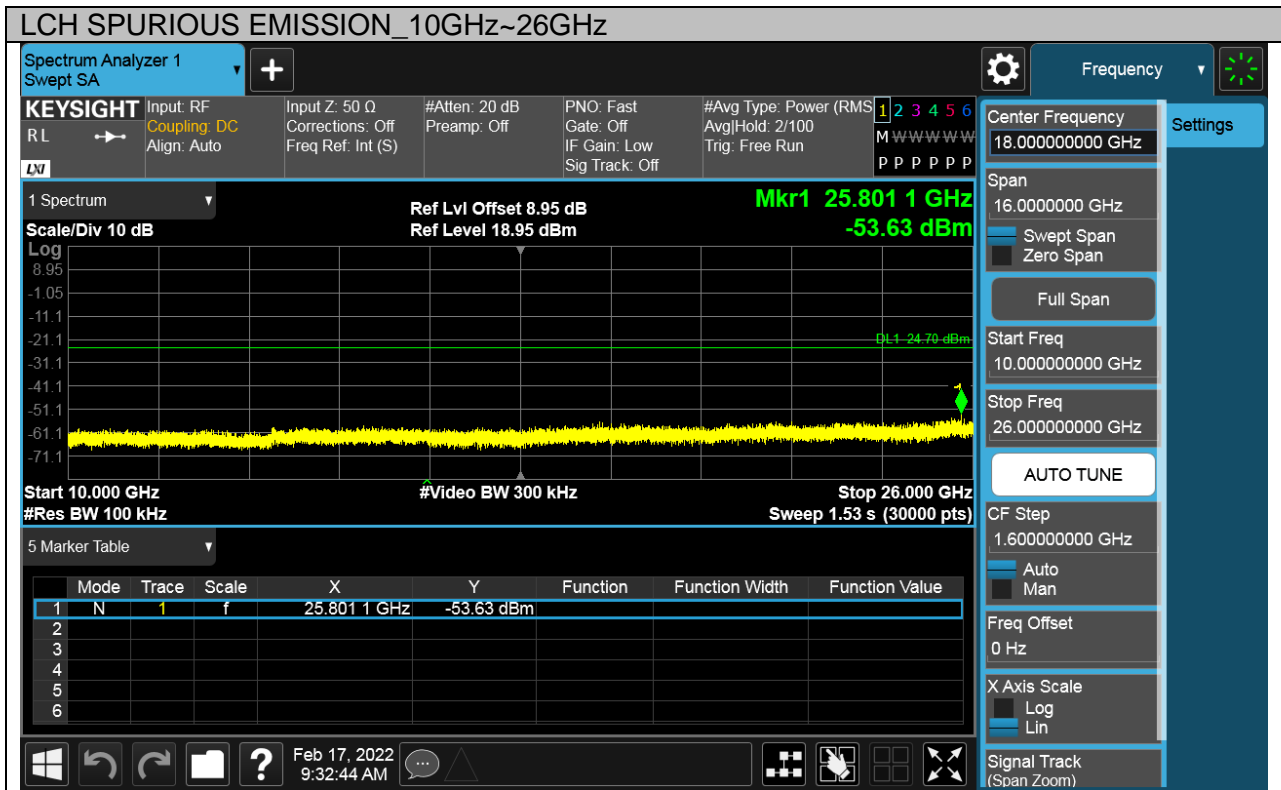 LCH SPURIOUS EMISSION_10GHz~26GHz
Spectrum Analyzer 1
Swept SA
+
Frequency
KEYSIGHT
RL
LXI
Input: RF
Coupling: DC
Align: Auto
Input Z: 50 Ω
Corrections: Off
Freq Ref: Int (S)
#Atten: 20 dB
Preamp: Off
PNO: Fast
Gate: Off
IF Gain: Low
Sig Track: Off
#Avg Type: Power (RMS
Avg|Hold: 2/100
Trig: Free Run
1 2 3 4 5 6
M W W W W W
P P P P P P
1 Spectrum
Scale/Div 10 dB
Ref Lvl Offset 8.95 dB
Ref Level 18.95 dBm
Mkr1 25.801 1 GHz
-53.63 dBm
Log
8.95
-1.05
-11.1
-21.1
-31.1
-41.1
-51.1
-61.1
-71.1
DL1 -24.70 dBm
1
Start 10.000 GHz
#Video BW 300 kHz
Stop 26.000 GHz
#Res BW 100 kHz
Sweep 1.53 s (30000 pts)
5 Marker Table
Mode Trace Scale X Y Function Function Width Function Value
1 N 1 f 25.801 1 GHz -53.63 dBm
2
3
4
5
6
?
Feb 17, 2022
9:32:44 AM
Center Frequency
18.000000000 GHz
Settings
Span
16.0000000 GHz
Swept Span
Zero Span
Full Span
Start Freq
10.000000000 GHz
Stop Freq
26.000000000 GHz
AUTO TUNE
CF Step
1.600000000 GHz
Auto
Man
Freq Offset
0 Hz
X Axis Scale
Log
Lin
Signal Track
(Span Zoom)